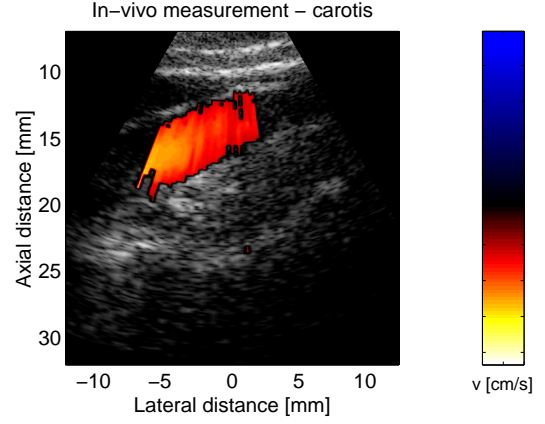 In−vivo measurement − carotis
10
15
20
25
30
Axial distance [mm]
−10
−5
0
5
10
Lateral distance [mm]
v [cm/s]